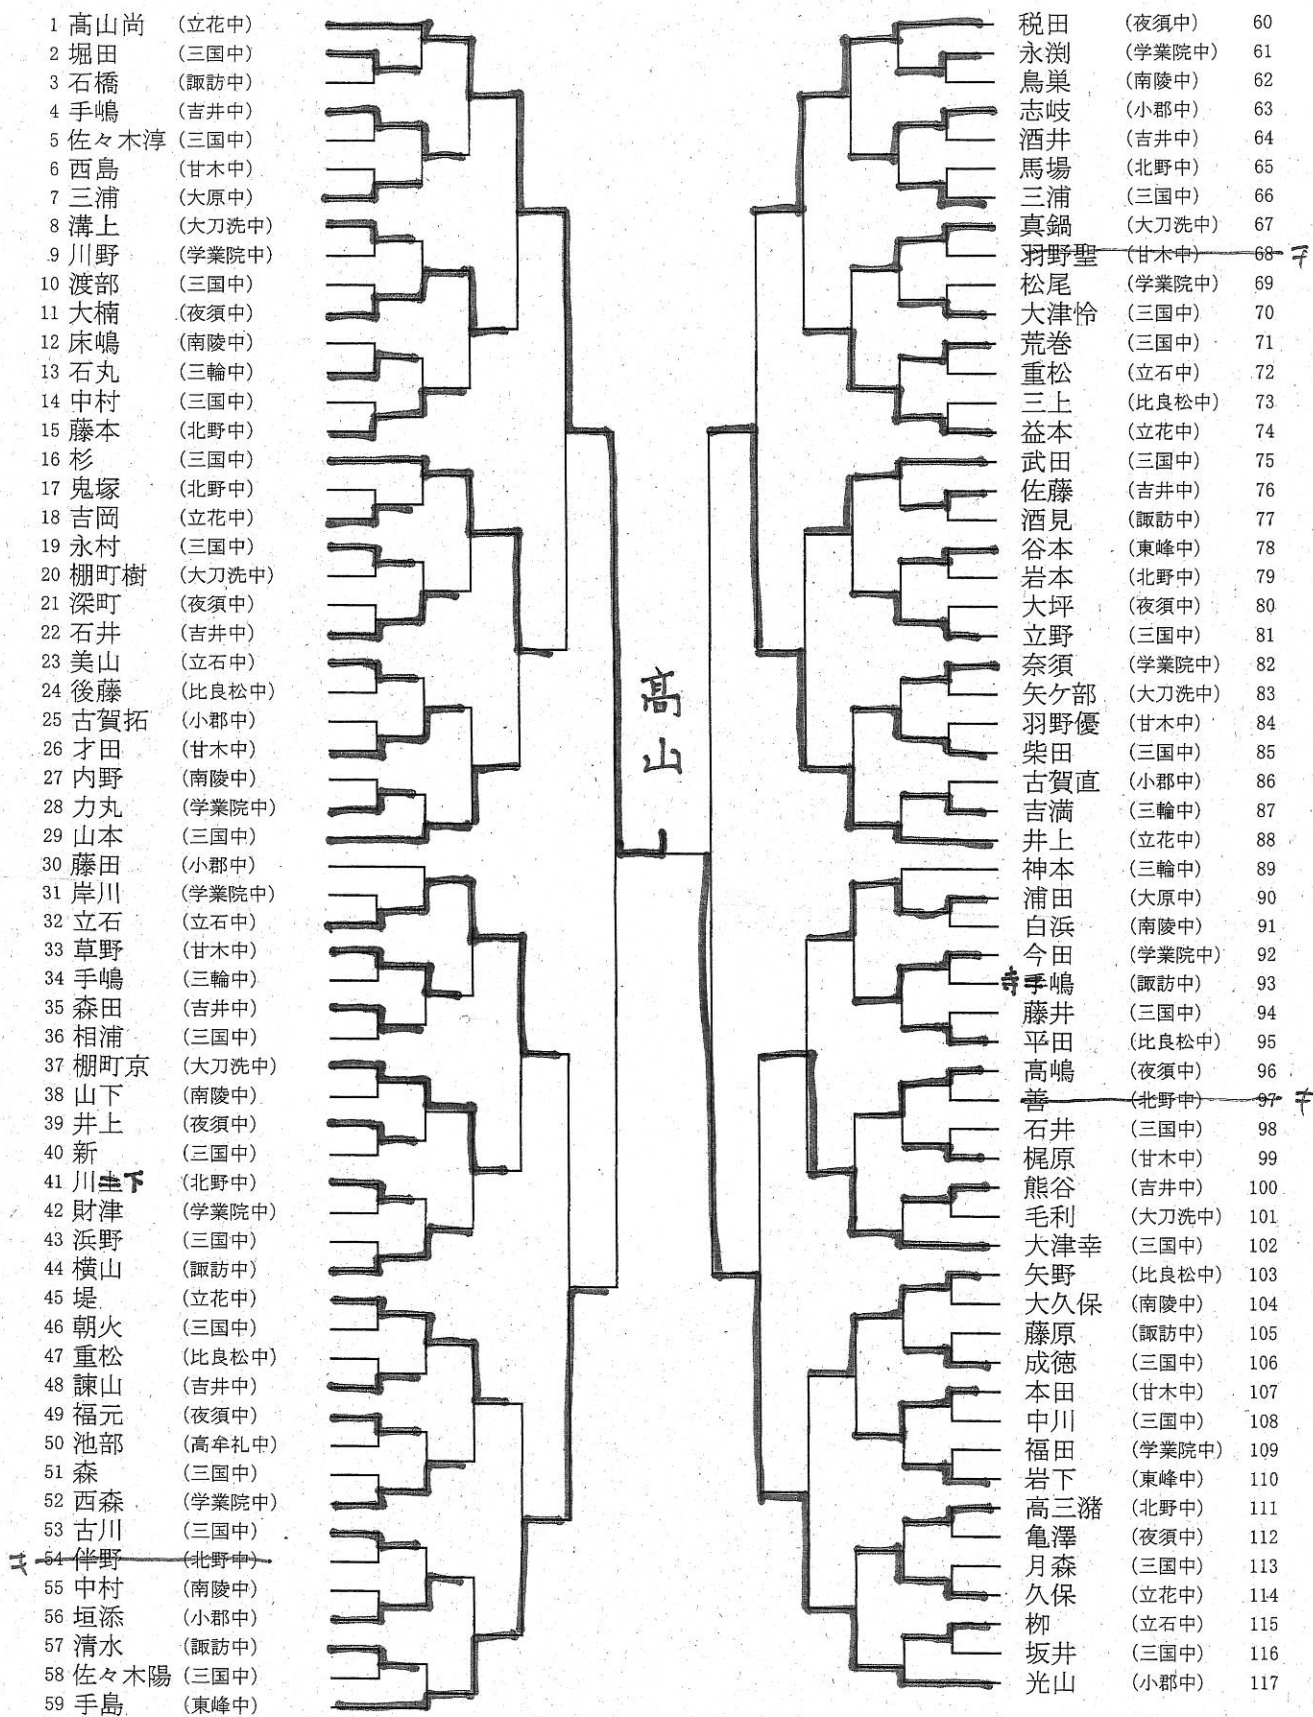 1 髙山尚 (立花中)
2 堀田 (三国中)
3 石橋 (諏訪中)
4 手嶋 (吉井中)
5 佐々木淳 (三国中)
6 西島 (甘木中)
7 三浦 (大原中)
8 溝上 (大刀洗中)
9 川野 (学業院中)
10 渡部 (三国中)
11 大楠 (夜須中)
12 床嶋 (南陵中)
13 石丸 (三輪中)
14 中村 (三国中)
15 藤本 (北野中)
16 杉 (三国中)
17 鬼塚 (北野中)
18 吉岡 (立花中)
19 永村 (三国中)
20 棚町樹 (大刀洗中)
21 深町 (夜須中)
22 石井 (吉井中)
23 美山 (立石中)
24 後藤 (比良松中)
25 古賀拓 (小郡中)
26 才田 (甘木中)
27 内野 (南陵中)
28 力丸 (学業院中)
29 山本 (三国中)
30 藤田 (小郡中)
31 岸川 (学業院中)
32 立石 (立石中)
33 草野 (甘木中)
34 手嶋 (三輪中)
35 森田 (吉井中)
36 相浦 (三国中)
37 棚町京 (大刀洗中)
38 山下 (南陵中)
39 井上 (夜須中)
40 新 (三国中)
41 川下 (北野中)
42 財津 (学業院中)
43 浜野 (三国中)
44 横山 (諏訪中)
45 堤 (立花中)
46 朝火 (三国中)
47 重松 (比良松中)
48 諌山 (吉井中)
49 福元 (夜須中)
50 池部 (高牟礼中)
51 森 (三国中)
52 西森 (学業院中)
53 古川 (三国中)
キ 54 伴野 (北野中)
55 中村 (南陵中)
56 垣添 (小郡中)
57 清水 (諏訪中)
58 佐々木陽 (三国中)
59 手島 (東峰中)
髙山
税田 (夜須中) 60
永渕 (学業院中) 61
鳥巣 (南陵中) 62
志岐 (小郡中) 63
酒井 (吉井中) 64
馬場 (北野中) 65
三浦 (三国中) 66
真鍋 (大刀洗中) 67
羽野聖 (甘木中) 68 キ
松尾 (学業院中) 69
大津怜 (三国中) 70
荒巻 (三国中) 71
重松 (立石中) 72
三上 (比良松中) 73
益本 (立花中) 74
武田 (三国中) 75
佐藤 (吉井中) 76
酒見 (諏訪中) 77
谷本 (東峰中) 78
岩本 (北野中) 79
大坪 (夜須中) 80
立野 (三国中) 81
奈須 (学業院中) 82
矢ケ部 (大刀洗中) 83
羽野優 (甘木中) 84
柴田 (三国中) 85
古賀直 (小郡中) 86
吉満 (三輪中) 87
井上 (立花中) 88
神本 (三輪中) 89
浦田 (大原中) 90
白浜 (南陵中) 91
今田 (学業院中) 92
寺手嶋 (諏訪中) 93
藤井 (三国中) 94
平田 (比良松中) 95
高嶋 (夜須中) 96
善 (北野中) 97 キ
石井 (三国中) 98
梶原 (甘木中) 99
熊谷 (吉井中) 100
毛利 (大刀洗中) 101
大津幸 (三国中) 102
矢野 (比良松中) 103
大久保 (南陵中) 104
藤原 (諏訪中) 105
成徳 (三国中) 106
本田 (甘木中) 107
中川 (三国中) 108
福田 (学業院中) 109
岩下 (東峰中) 110
高三潴 (北野中) 111
亀澤 (夜須中) 112
月森 (三国中) 113
久保 (立花中) 114
栁 (立石中) 115
坂井 (三国中) 116
光山 (小郡中) 117